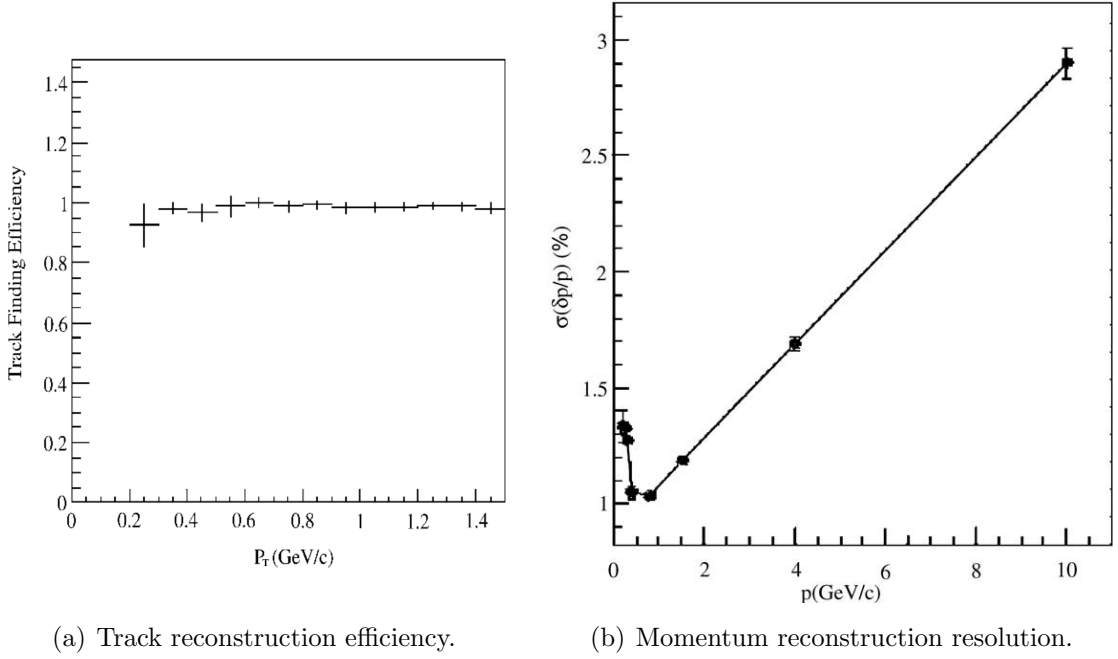 1.4
1.2
1
0.8
0.6
0.4
0.2
0
Track Finding Efficiency
0 0.2 0.4 0.6 0.8 1 1.2 1.4
P_T(GeV/c)
(a) Track reconstruction efficiency.
3
2.5
2
1.5
1
σ(δp/p) (%)
0 2 4 6 8 10
p(GeV/c)
(b) Momentum reconstruction resolution.